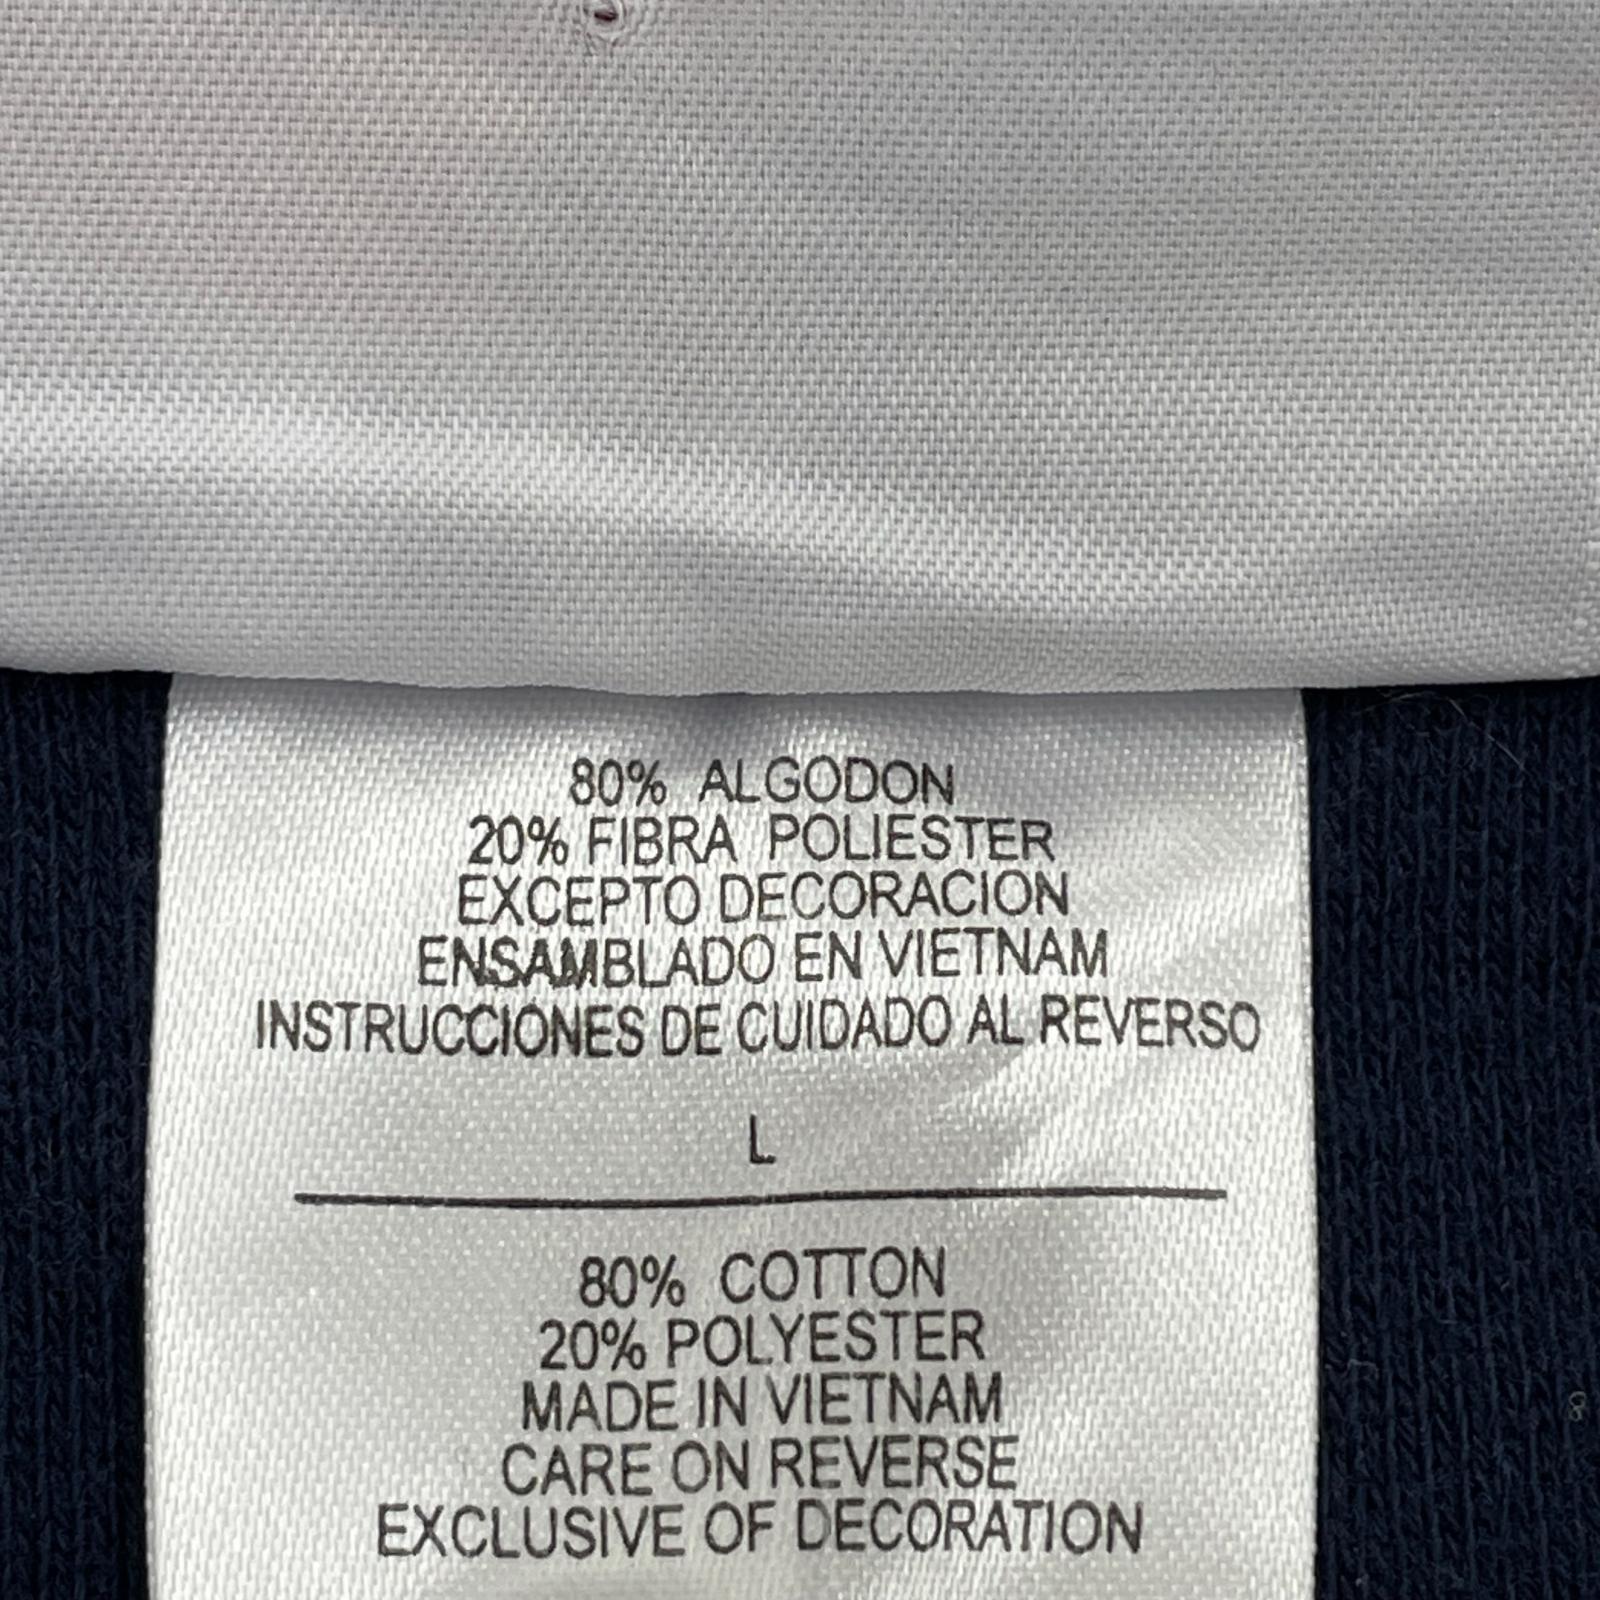 80% ALGODON
20% FIBRA POLIESTER
EXCEPTO DECORACION
ENSAMBLADO EN VIETNAM
INSTRUCCIONES DE CUIDADO AL REVERSO
L
80% COTTON
20% POLYESTER
MADE IN VIETNAM
CARE ON REVERSE
EXCLUSIVE OF DECORATION